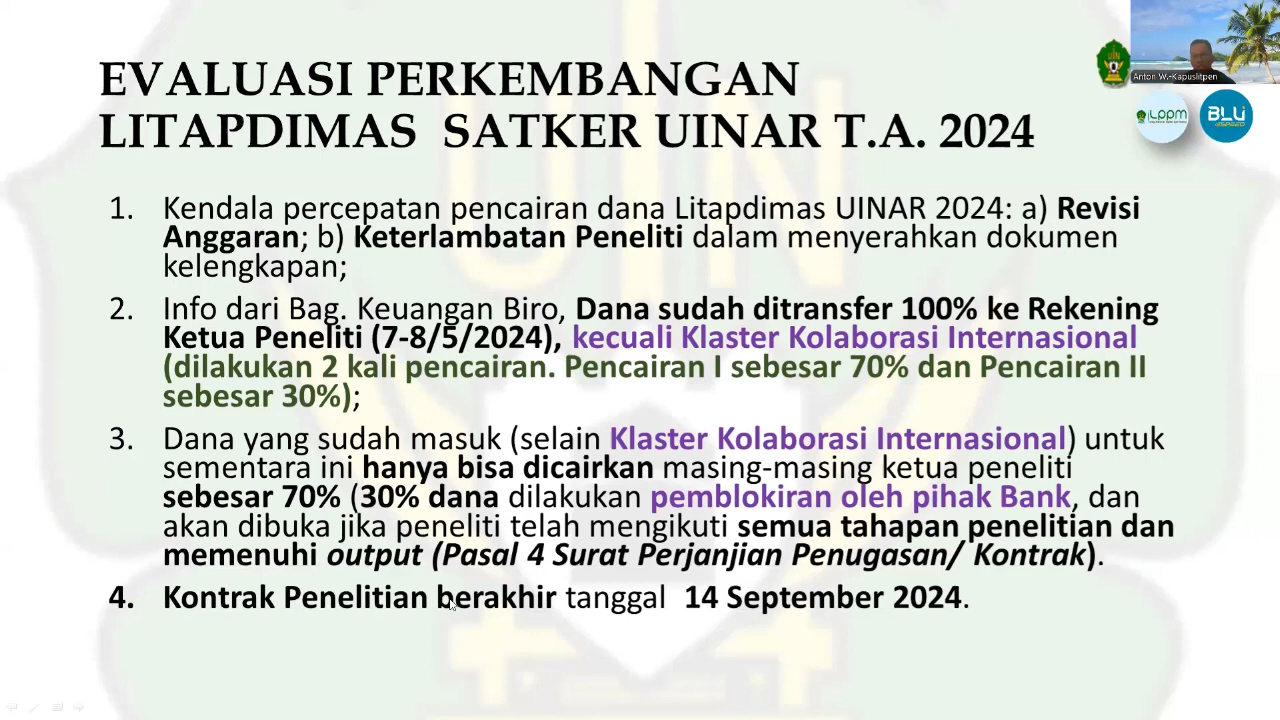 EVALUASI PERKEMBANGAN
LITAPDIMAS SATKER UINAR T.A. 2024
Anton W.-Kapuslitpen
LPPM
BLU
SPEED
1. Kendala percepatan pencairan dana Litapdimas UINAR 2024: a) Revisi
Anggaran; b) Keterlambatan Peneliti dalam menyerahkan dokumen
kelengkapan;
2. Info dari Bag. Keuangan Biro, Dana sudah ditransfer 100% ke Rekening
Ketua Peneliti (7-8/5/2024), kecuali Klaster Kolaborasi Internasional
(dilakukan 2 kali pencairan. Pencairan I sebesar 70% dan Pencairan II
sebesar 30%);
3. Dana yang sudah masuk (selain Klaster Kolaborasi Internasional) untuk
sementara ini hanya bisa dicairkan masing-masing ketua peneliti
sebesar 70% (30% dana dilakukan pemblokiran oleh pihak Bank, dan
akan dibuka jika peneliti telah mengikuti semua tahapan penelitian dan
memenuhi output (Pasal 4 Surat Perjanjian Penugasan/ Kontrak).
4. Kontrak Penelitian berakhir tanggal 14 September 2024.
UIN